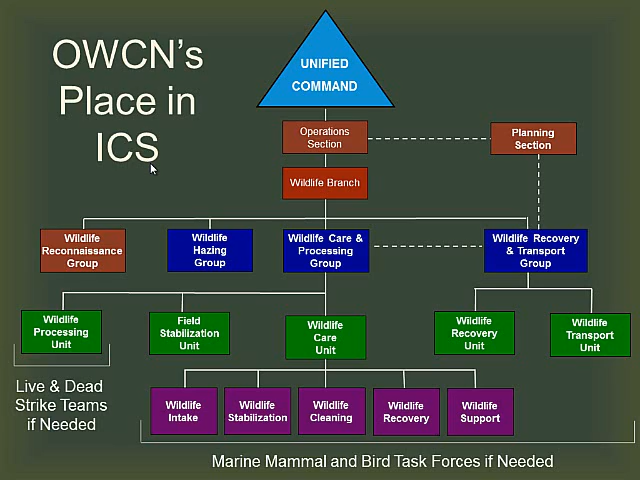 OWCN's
Place in
ICS
UNIFIED
COMMAND
Operations
Section
Planning
Section
Wildlife Branch
Wildlife
Reconnaissance
Group
Wildlife
Hazing
Group
Wildlife Care &
Processing
Group
Wildlife Recovery
& Transport
Group
Wildlife
Processing
Unit
Field
Stabilization
Unit
Wildlife
Care
Unit
Wildlife
Recovery
Unit
Wildlife
Transport
Unit
Live & Dead
Strike Teams
if Needed
Wildlife
Intake
Wildlife
Stabilization
Wildlife
Cleaning
Wildlife
Recovery
Wildlife
Support
Marine Mammal and Bird Task Forces if Needed